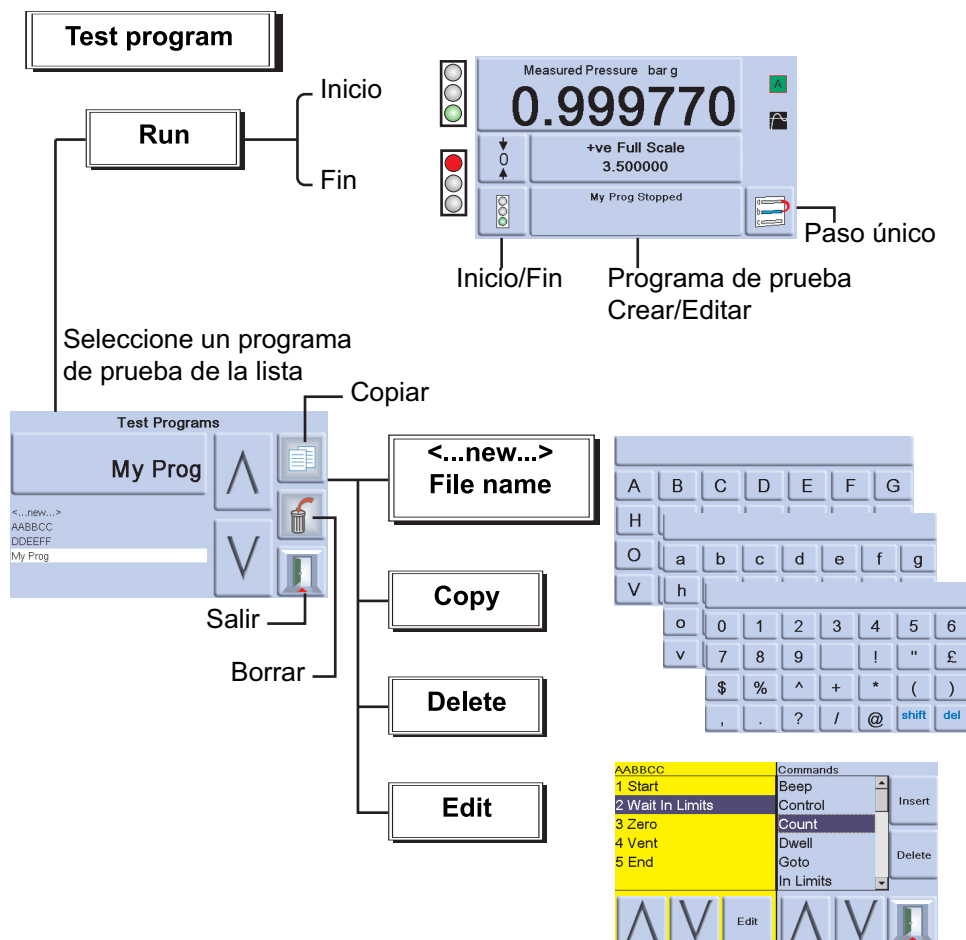 Test program
Run
Inicio
Fin
Measured Pressure bar g
0.999770
A
0
+ve Full Scale
3.500000
My Prog Stopped
Paso único
Inicio/Fin
Programa de prueba
Crear/Editar
Seleccione un programa
de prueba de la lista
Copiar
Test Programs
My Prog
<...new...>
AABBCC
DDEEFF
My Prog
Salir
Borrar
<...new...>
File name
Copy
Delete
Edit
A B C D E F G
H
O
V
a b c d e f g
h
o
v
0 1 2 3 4 5 6
7 8 9 ! " £
$ % ^ + * ( )
, . ? / @ shift del
AABBCC
1 Start
2 Wait In Limits
3 Zero
4 Vent
5 End
Edit
Commands
Beep
Control
Count
Dwell
Goto
In Limits
Insert
Delete